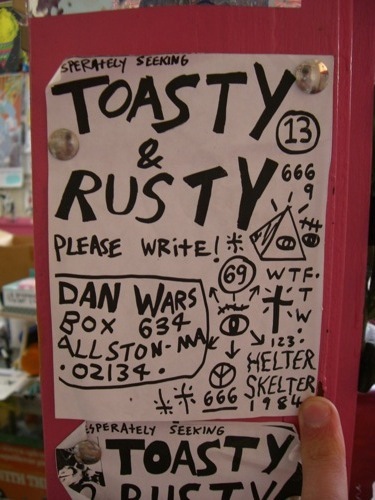 SPERATELY SEEKING
TOASTY
13
&
666
9
RUSTY
PLEASE WRITE!
69
WTF.
T
W.
DAN WARS
BOX 634
ALLSTON-MA
02134.
123.
HELTER
SKELTER
666
1984
SPERATELY SEEKING
TOASTY
RUSTY